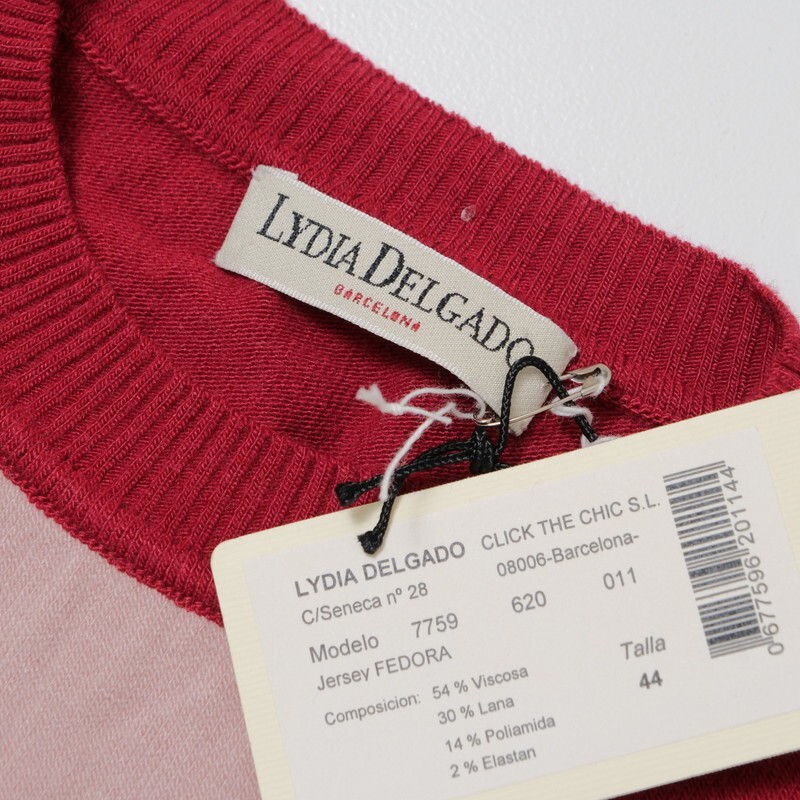 LYDIA DELGADO
BARCELONA
LYDIA DELGADO CLICK THE CHIC S.L.
C/Seneca nº 28 08006-Barcelona-
Modelo 7759 620 011
Jersey FEDORA
Composicion: 54 % Viscosa
30 % Lana
14 % Poliamida
2 % Elastan
Talla
44
0677596201144